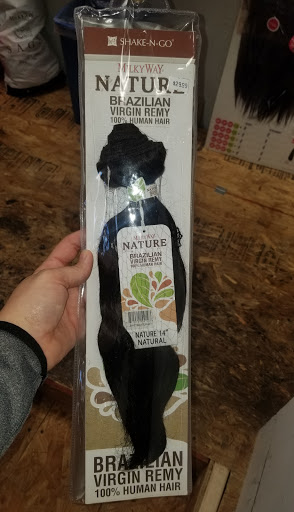 SHAKE-N-GO
MILKYWAY
NATURE
BRAZILIAN
VIRGIN REMY
100% HUMAN HAIR
NATURE
BRAZILIAN
VIRGIN REMY
100% HUMAN HAIR
NATURE 14"
NATURAL
BRAZILIAN
VIRGIN REMY
100% HUMAN HAIR